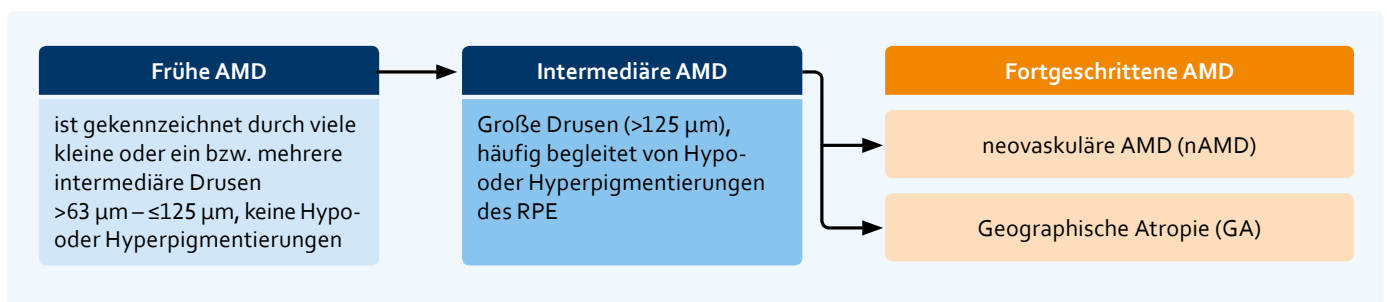 Frühe AMD
ist gekennzeichnet durch viele
kleine oder ein bzw. mehrere
intermediäre Drusen
>63 µm – ≤125 µm, keine Hypo-
oder Hyperpigmentierungen
Intermediäre AMD
Große Drusen (>125 µm),
häufig begleitet von Hypo-
oder Hyperpigmentierungen
des RPE
Fortgeschrittene AMD
neovaskuläre AMD (nAMD)
Geographische Atropie (GA)